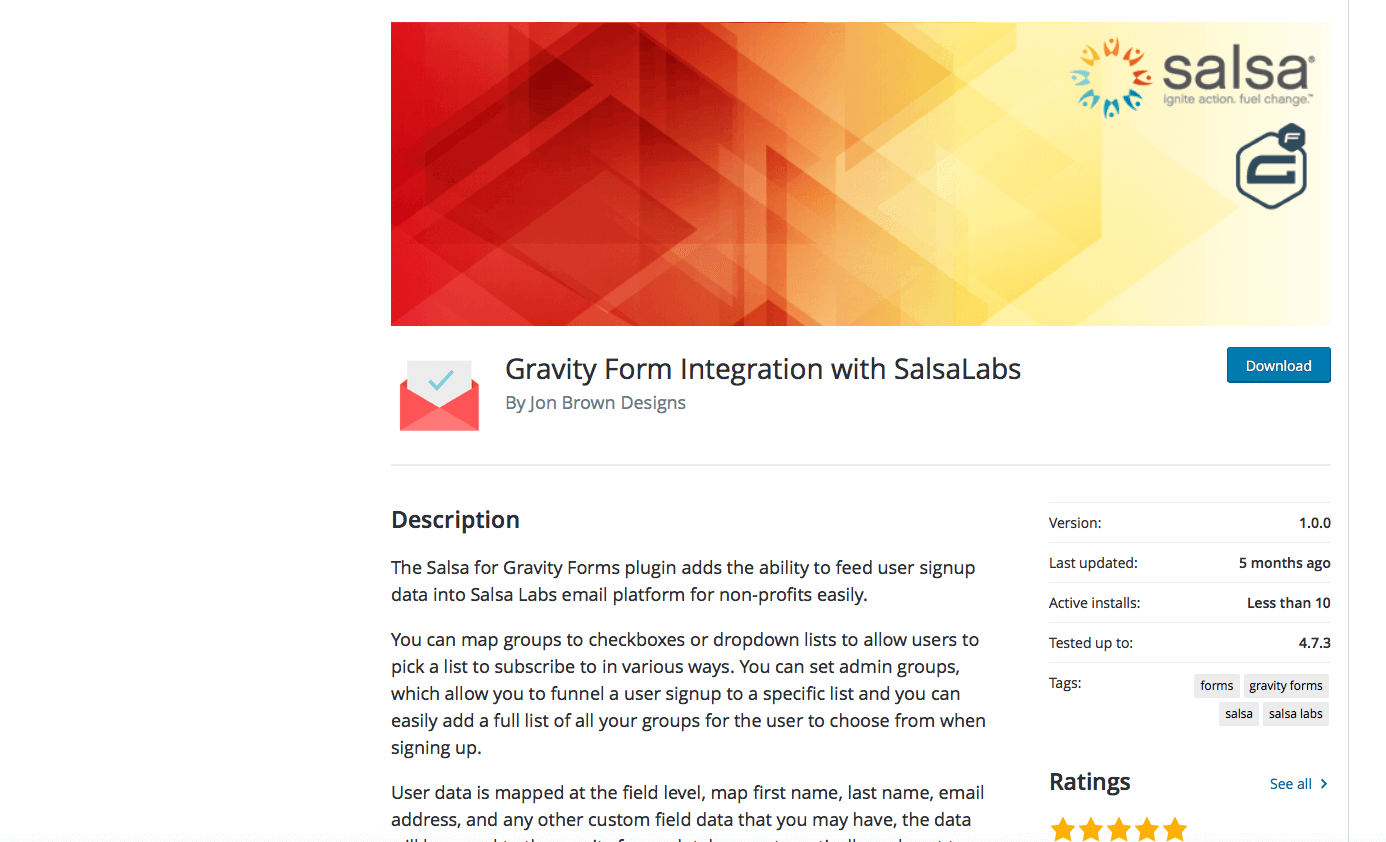 salsa®
ignite action. fuel change.™
Gravity Form Integration with SalsaLabs
By Jon Brown Designs
Download
Description
The Salsa for Gravity Forms plugin adds the ability to feed user signup
data into Salsa Labs email platform for non-profits easily.
You can map groups to checkboxes or dropdown lists to allow users to
pick a list to subscribe to in various ways. You can set admin groups,
which allow you to funnel a user signup to a specific list and you can
easily add a full list of all your groups for the user to choose from when
signing up.
User data is mapped at the field level, map first name, last name, email
address, and any other custom field data that you may have, the data
Version: 1.0.0
Last updated: 5 months ago
Active installs: Less than 10
Tested up to: 4.7.3
Tags: forms gravity forms
salsa salsa labs
Ratings See all